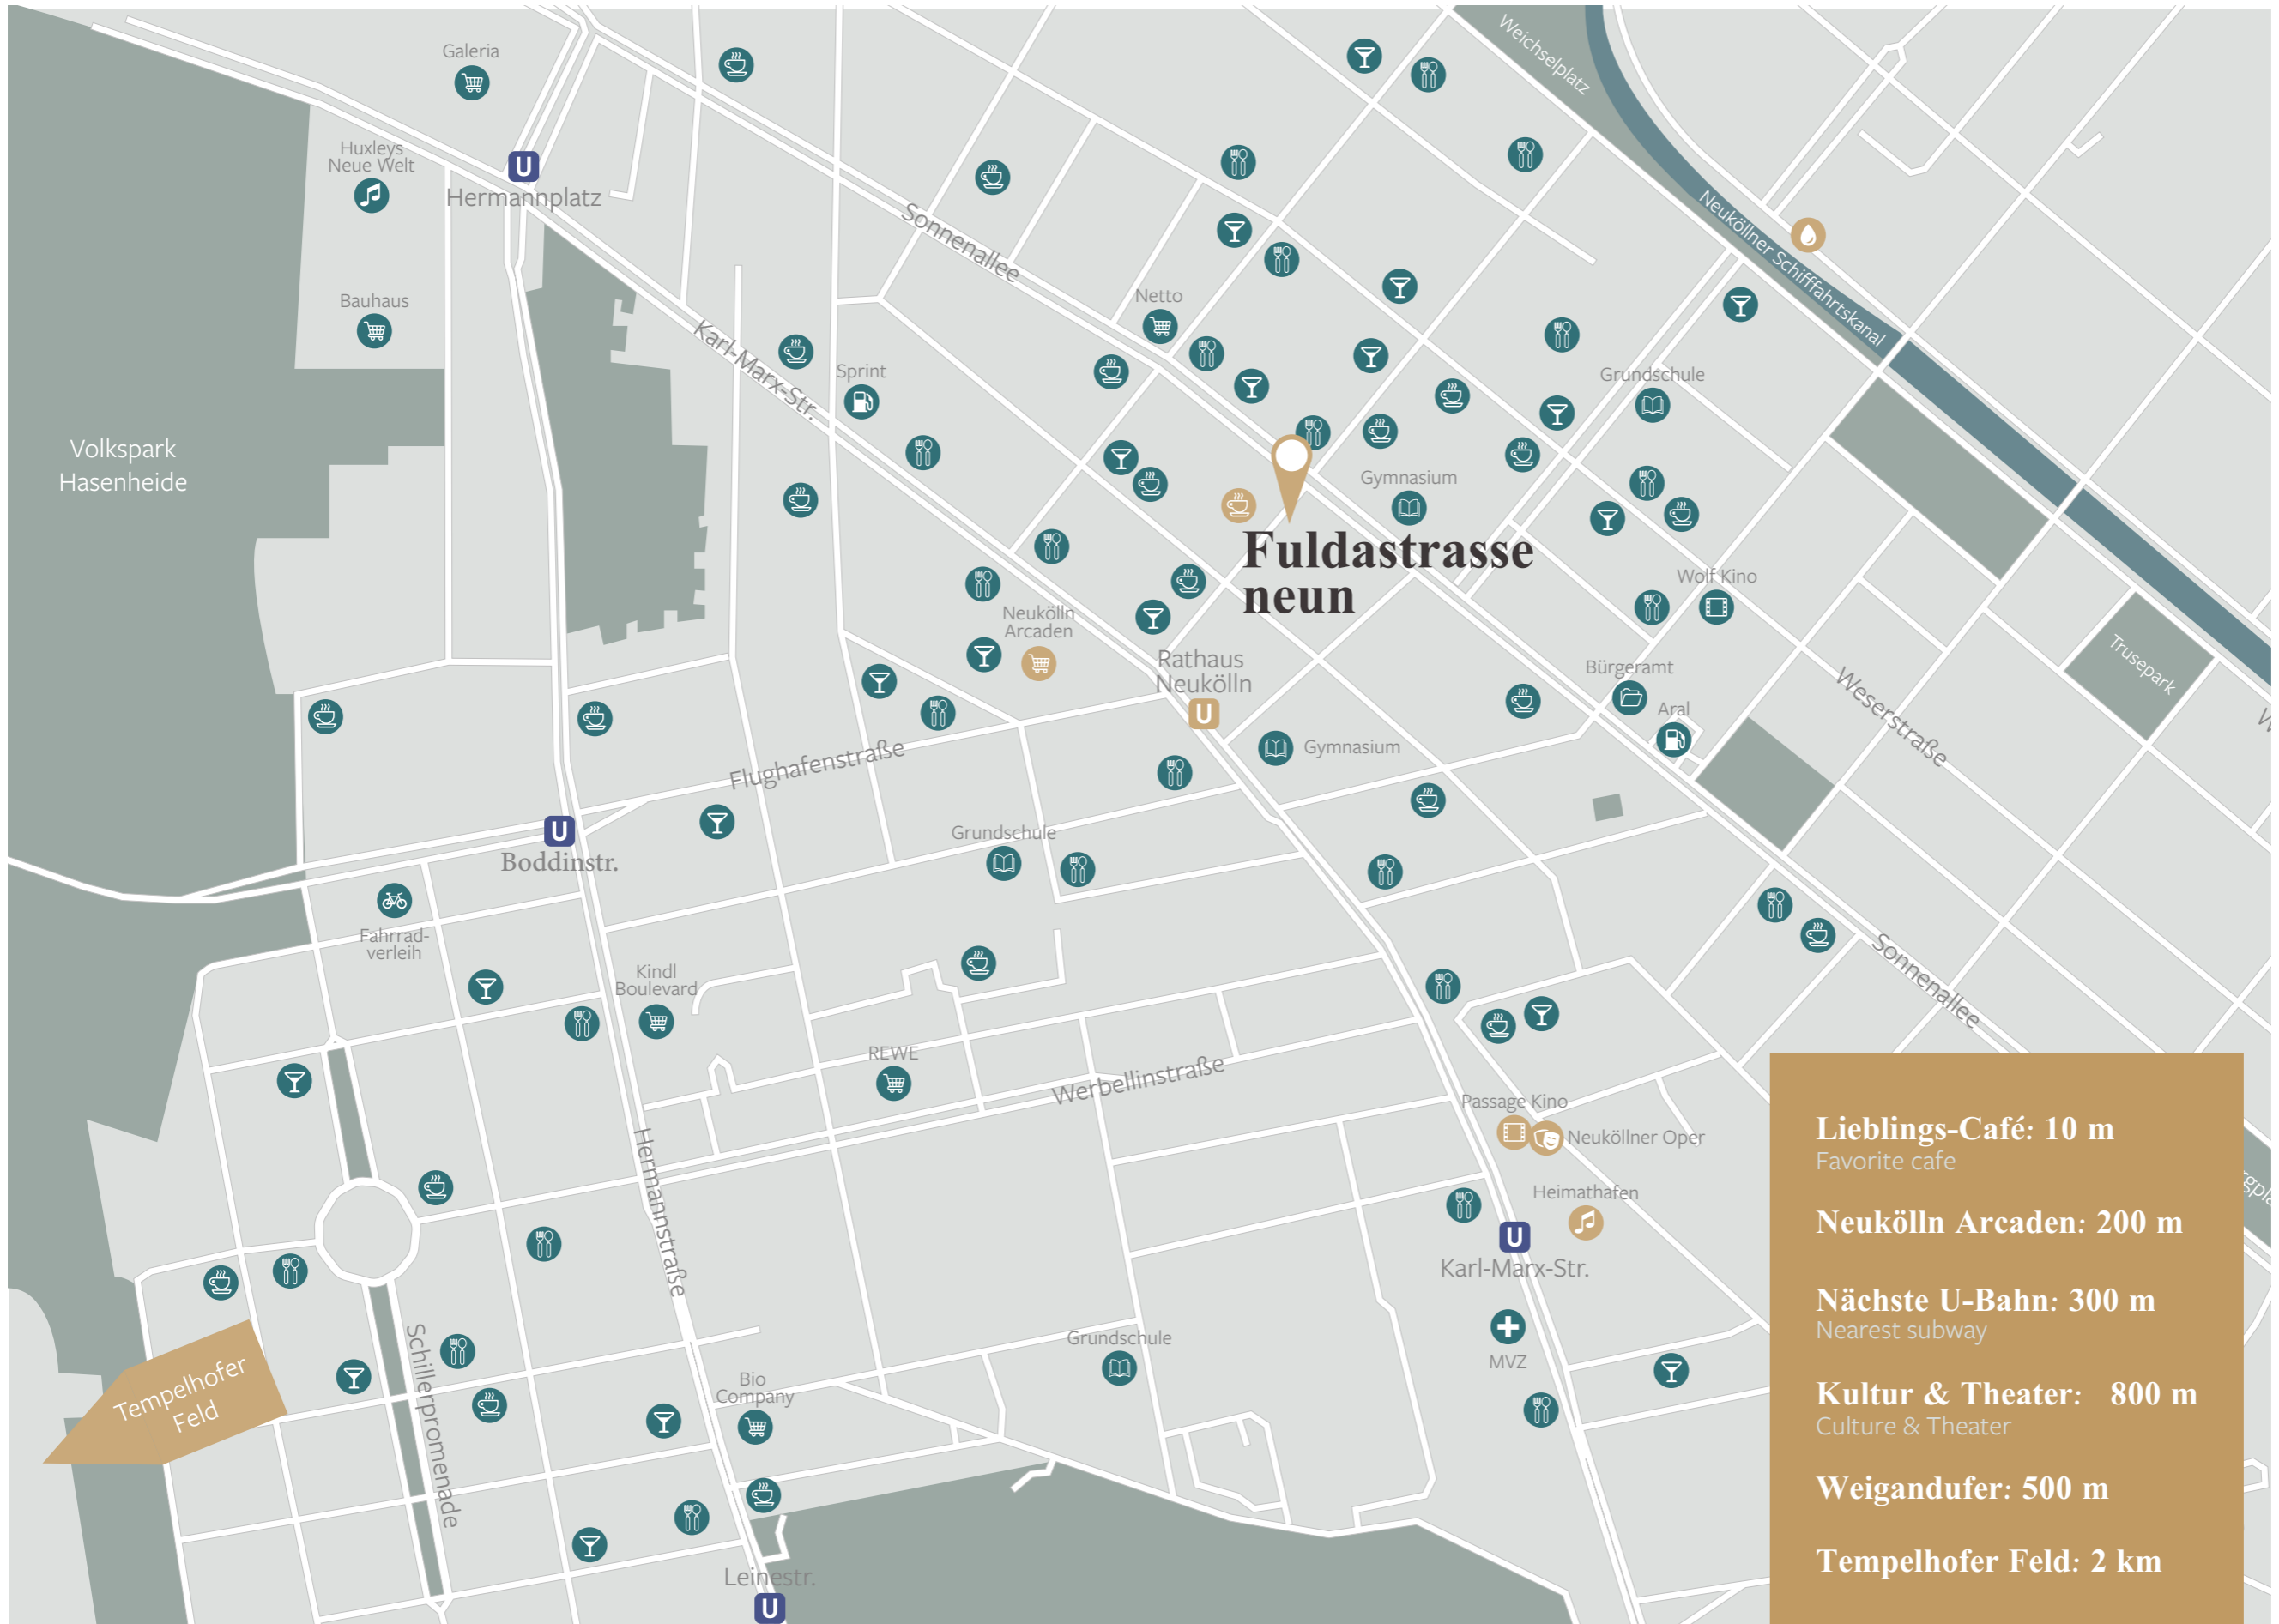 Galeria
Huxleys
Neue Welt
U
Hermannplatz
Bauhaus
Volkspark
Hasenheide
Weichselplatz
Neuköllner Schifffahrtskanal
Sonnenallee
Netto
Karl-Marx-Str.
Sprint
Grundschule
Gymnasium
Fuldastrasse
neun
Wolf Kino
Neukölln
Arcaden
Rathaus
Neukölln
U
Bürgeramt
Aral
Trusepark
Weserstraße
Gymnasium
Flughafenstraße
U
Boddinstr.
Grundschule
Fahrrad-
verleih
Kindl
Boulevard
Sonnenallee
REWE
Werbellinstraße
Passage Kino
Neuköllner Oper
Hermannstraße
Heimathafen
U
Karl-Marx-Str.
MVZ
Grundschule
Schillerpromenade
Tempelhofer
Feld
Bio
Company
Leinestr.
U
Lieblings-Café: 10 m
Favorite cafe
Neukölln Arcaden: 200 m
Nächste U-Bahn: 300 m
Nearest subway
Kultur & Theater: 800 m
Culture & Theater
Weigandufer: 500 m
Tempelhofer Feld: 2 km